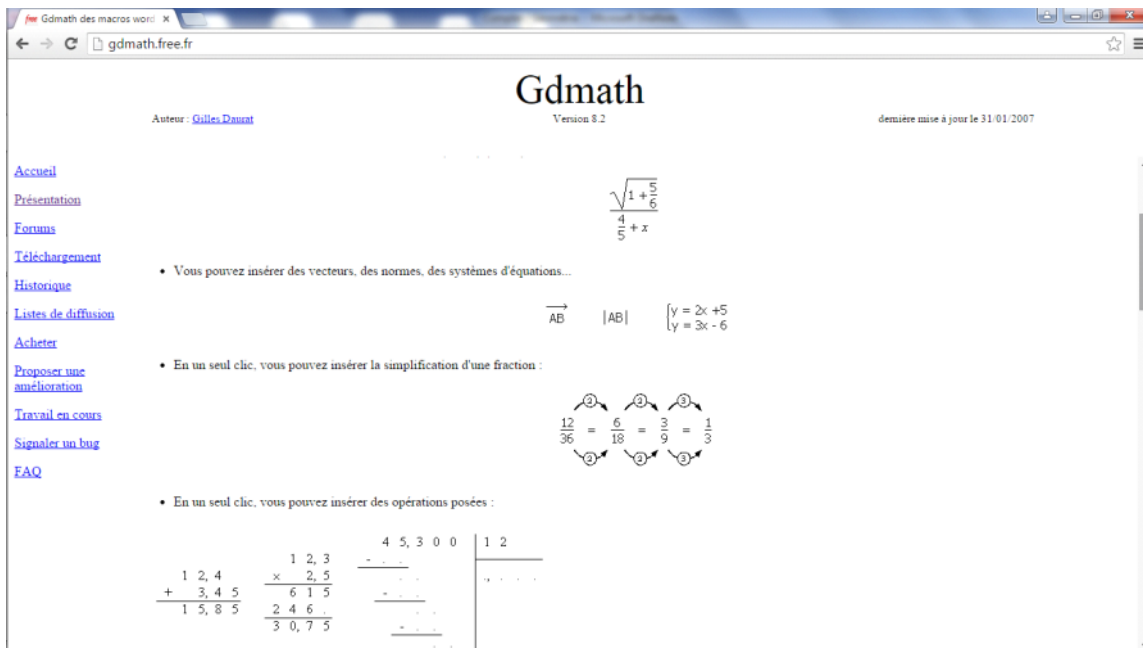 Gdmath des macros word
gdmath.free.fr
Gdmath
Auteur : Gilles Daurat
Version 8.2
dernière mise à jour le 31/01/2007
Accueil
Présentation
Forums
Téléchargement
Historique
Listes de diffusion
Acheter
Proposer une
amélioration
Travail en cours
Signaler un bug
FAQ
√(1 + 5/6)
4/5 + x
• Vous pouvez insérer des vecteurs, des normes, des systèmes d'équations...
AB |AB| y = 2x +5
y = 3x - 6
• En un seul clic, vous pouvez insérer la simplification d'une fraction :
2 2 3
12/36 = 6/18 = 3/9 = 1/3
2 2 3
• En un seul clic, vous pouvez insérer des opérations posées :
1 2, 4
+ 3, 4 5
1 5, 8 5
1 2, 3
× 2, 5
6 1 5
2 4 6 .
3 0, 7 5
4 5, 3 0 0 1 2
- . . ., . . .
. .
- . .
. .
- . .
. .